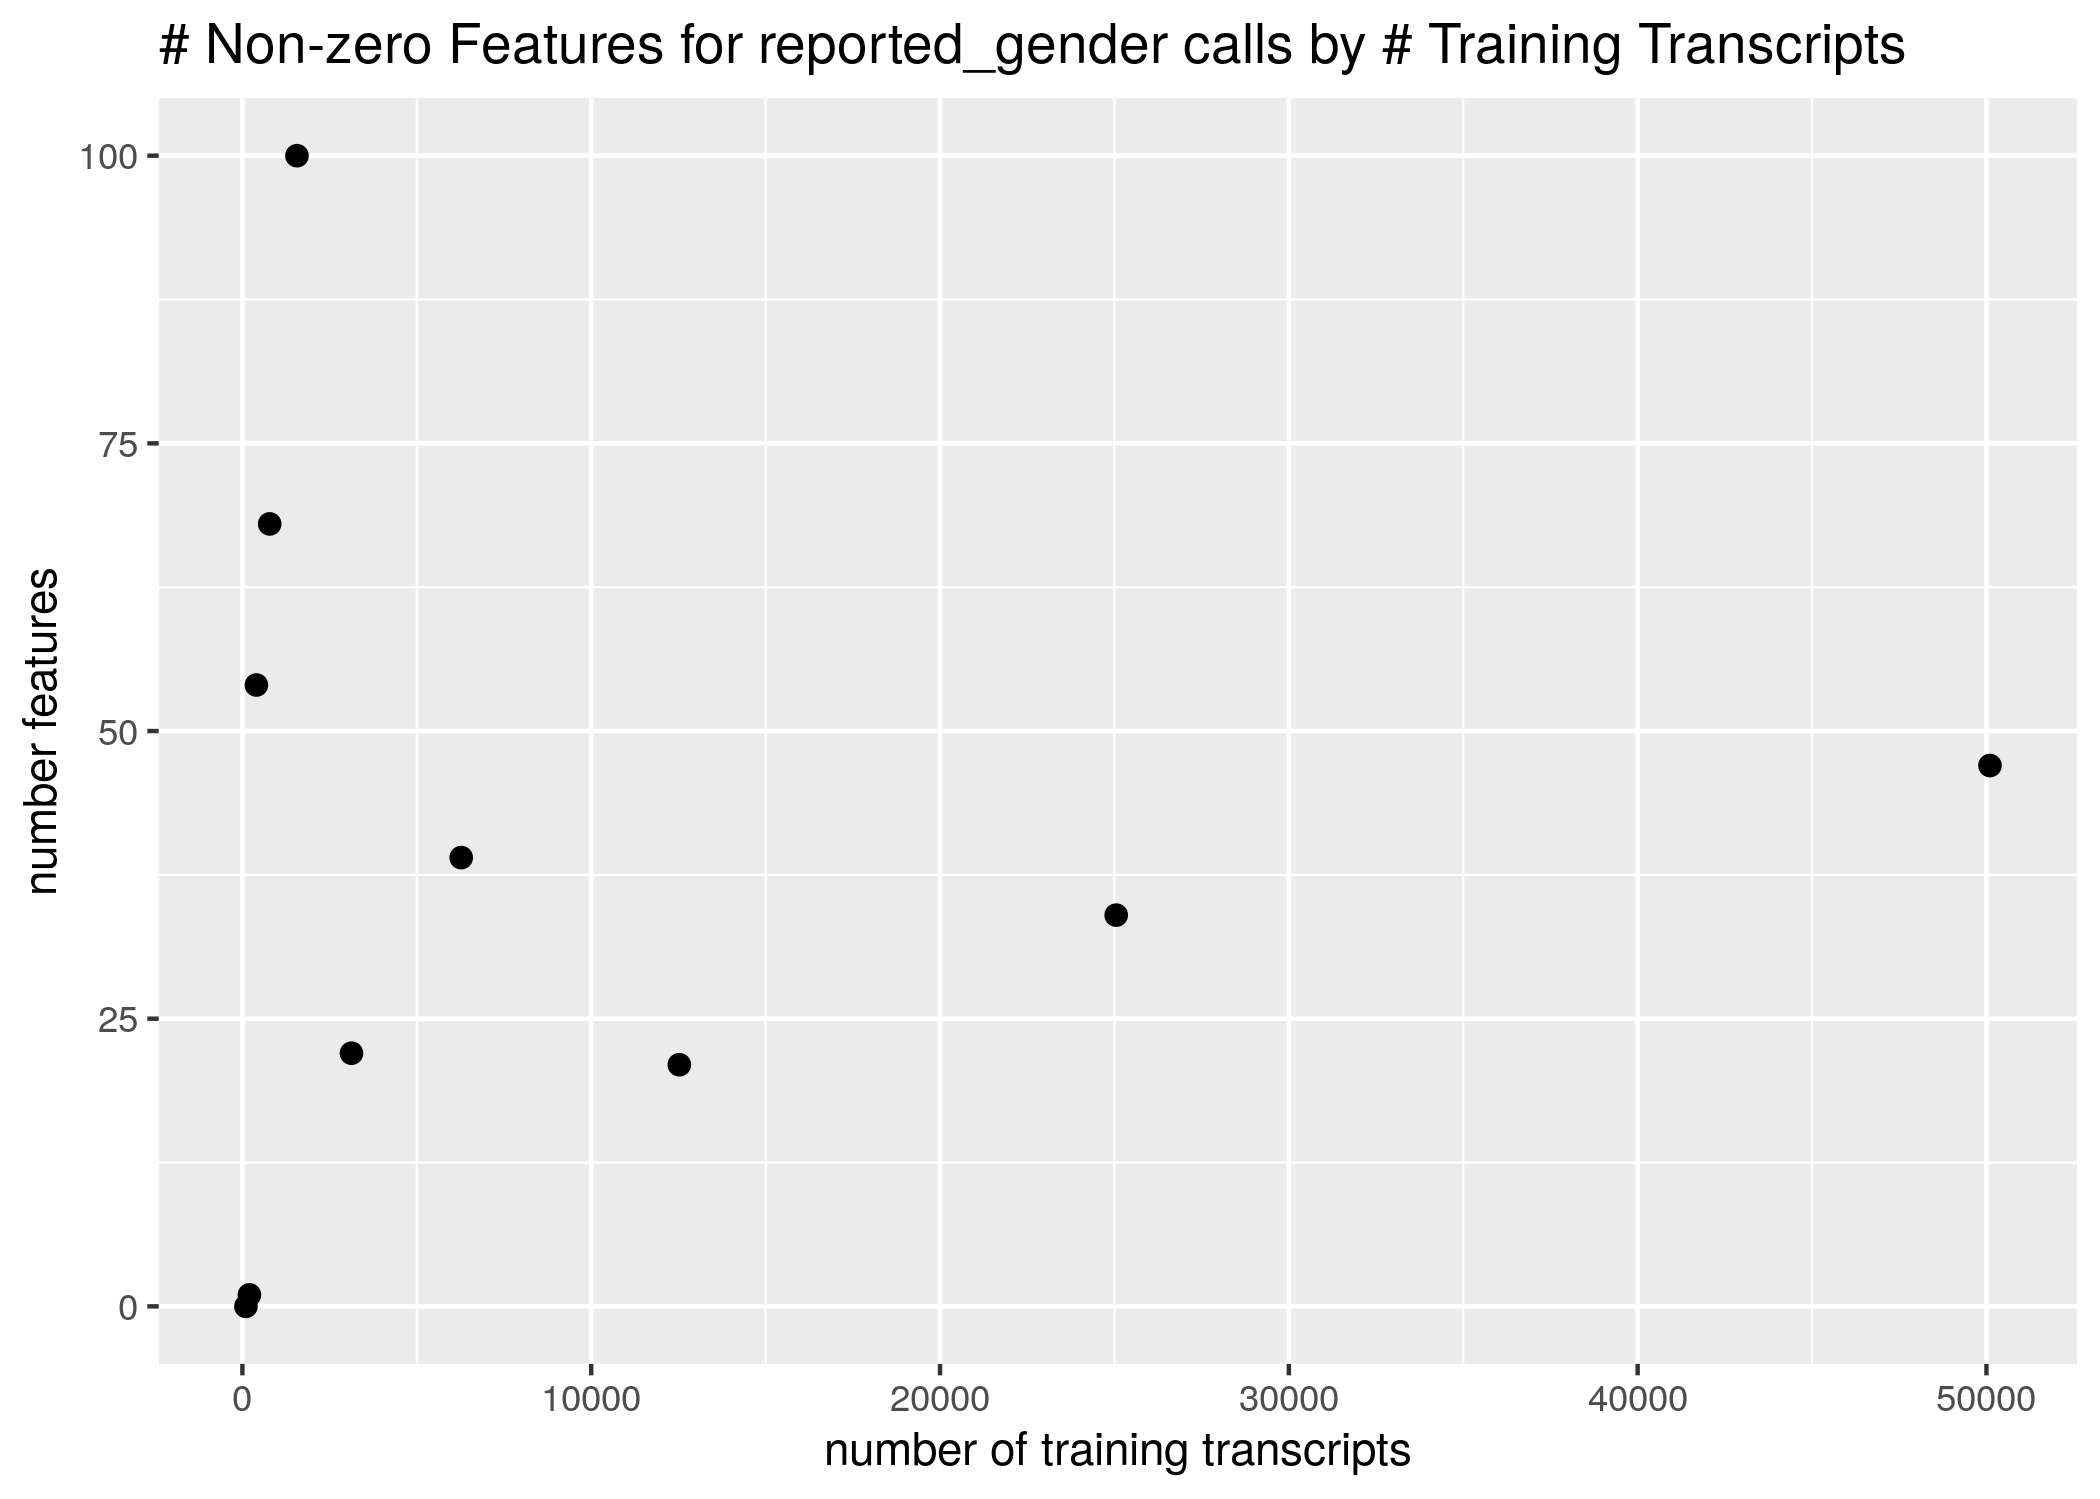 # Non-zero Features for reported_gender calls by # Training Transcripts
100
75
50
25
0
number features
0 10000 20000 30000 40000 50000
number of training transcripts